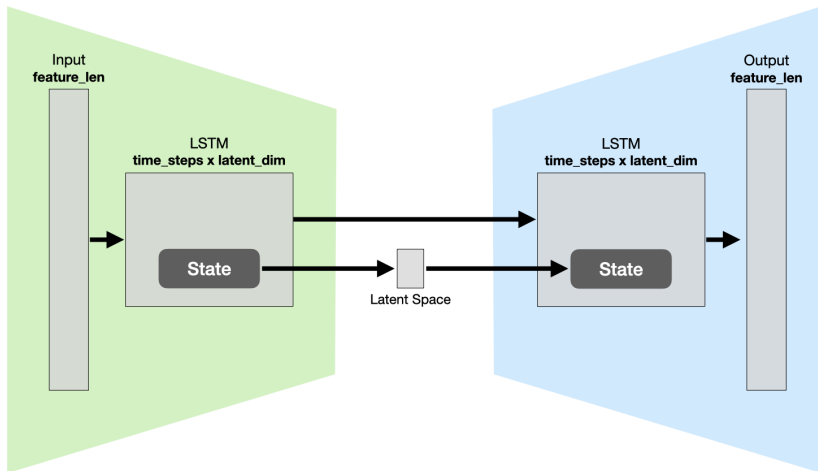 Input
feature_len
LSTM
time_steps x latent_dim
State
Latent Space
LSTM
time_steps x latent_dim
State
Output
feature_len